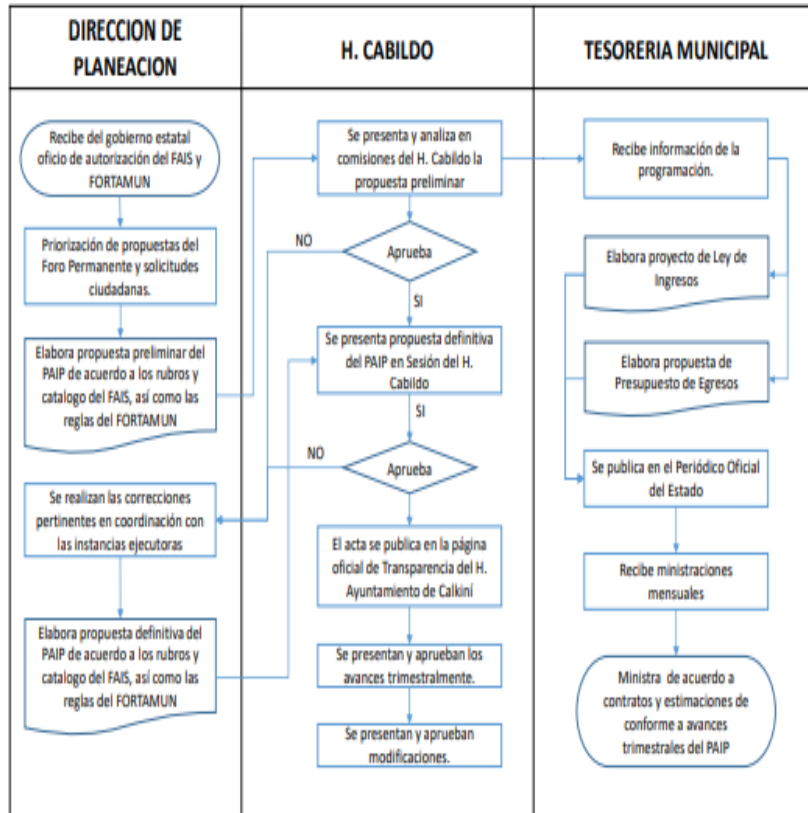 DIRECCION DE
PLANEACION
H. CABILDO
TESORERIA MUNICIPAL
Recibe del gobierno estatal
oficio de autorización del FAIS y
FORTAMUN
Priorización de propuestas del
Foro Permanente y solicitudes
ciudadanas.
Elabora propuesta preliminar del
PAIP de acuerdo a los rubros y
catalogo del FAIS, así como las
reglas del FORTAMUN
Se realizan las correcciones
pertinentes en coordinación con
las instancias ejecutoras
Elabora propuesta definitiva del
PAIP de acuerdo a los rubros y
catalogo del FAIS, así como las
reglas del FORTAMUN
Se presenta y analiza en
comisiones del H. Cabildo la
propuesta preliminar
NO
Aprueba
SI
Se presenta propuesta definitiva
del PAIP en Sesión del H.
Cabildo
SI
NO
Aprueba
El acta se publica en la página
oficial de Transparencia del H.
Ayuntamiento de Calkiní
Se presentan y aprueban los
avances trimestralmente.
Se presentan y aprueban
modificaciones.
Recibe información de la
programación.
Elabora proyecto de Ley de
Ingresos
Elabora propuesta de
Presupuesto de Egresos
Se publica en el Periódico Oficial
del Estado
Recibe ministraciones
mensuales
Ministra de acuerdo a
contratos y estimaciones de
conforme a avances
trimestrales del PAIP